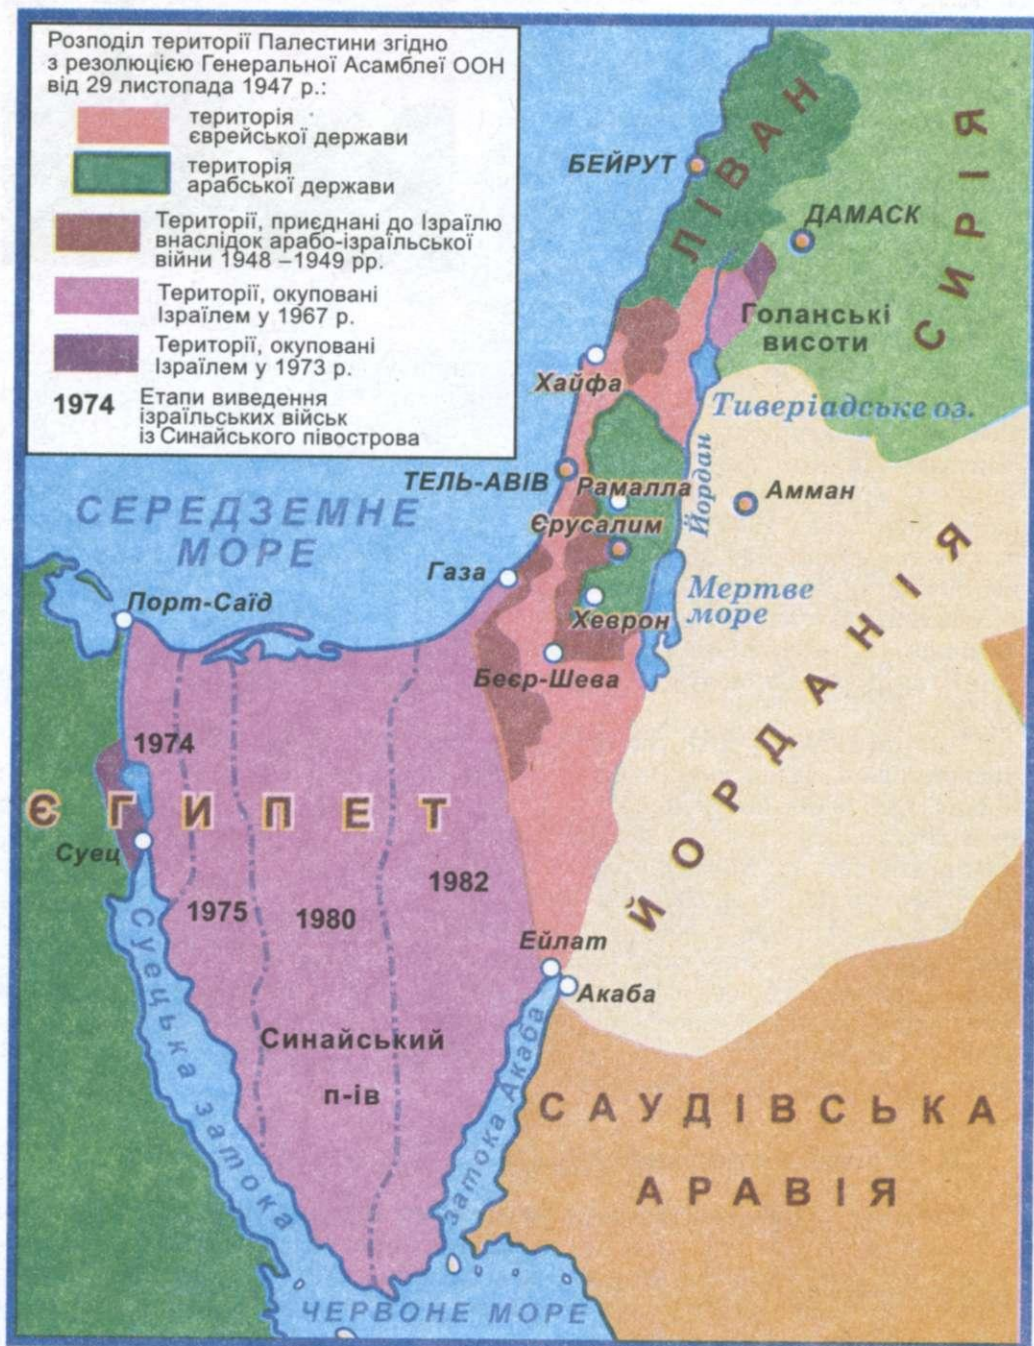 Розподіл території Палестини згідно
з резолюцією Генеральної Асамблеї ООН
від 29 листопада 1947 р.:
територія
єврейської держави
територія
арабської держави
Території, приєднані до Ізраїлю
внаслідок арабо-ізраїльської
війни 1948 –1949 рр.
Території, окуповані
Ізраїлем у 1967 р.
Території, окуповані
Ізраїлем у 1973 р.
1974 Етапи виведення
ізраїльських військ
із Синайського півострова
ЛІВАН
БЕЙРУТ
СИРІЯ
ДАМАСК
Голанські
висоти
Хайфа
Тиверіадське оз.
ТЕЛЬ-АВІВ
Рамалла
Йордан
Амман
Єрусалим
СЕРЕДЗЕМНЕ
МОРЕ
Газа
Мертве
море
Порт-Саїд
Хеврон
Беєр-Шева
ЙОРДАНІЯ
1974
ЄГИПЕТ
Суец
1975
1980
1982
Ейлат
Акаба
Суецька затока
Синайський
п-ів
затока Акаба
САУДІВСЬКА
АРАВІЯ
ЧЕРВОНЕ МОРЕ